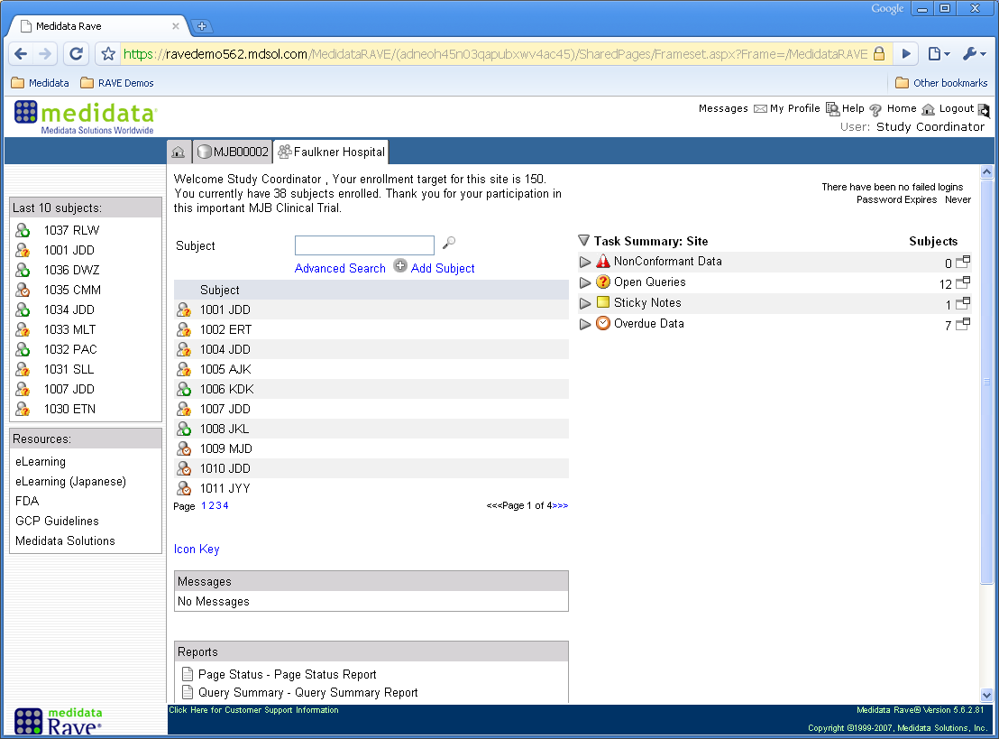 Google
Medidata Rave
https://ravedemo562.mdsol.com/MedidataRAVE/(adneoh45n03qapubxwv4ac45)/SharedPages/Frameset.aspx?Frame=/MedidataRAVE
Medidata
RAVE Demos
Other bookmarks
medidata
Medidata Solutions Worldwide
Messages My Profile Help Home Logout
User: Study Coordinator
MJB00002 Faulkner Hospital
Last 10 subjects:
1037 RLW
1001 JDD
1036 DWZ
1035 CMM
1034 JDD
1033 MLT
1032 PAC
1031 SLL
1007 JDD
1030 ETN
Resources:
eLearning
eLearning (Japanese)
FDA
GCP Guidelines
Medidata Solutions
Welcome Study Coordinator , Your enrollment target for this site is 150.
You currently have 38 subjects enrolled. Thank you for your participation in
this important MJB Clinical Trial.
There have been no failed logins
Password Expires Never
Subject
Advanced Search Add Subject
Subject
1001 JDD
1002 ERT
1004 JDD
1005 AJK
1006 KDK
1007 JDD
1008 JKL
1009 MJD
1010 JDD
1011 JYY
Page 1 2 3 4 <<<Page 1 of 4>>>
Task Summary: Site Subjects
NonConformant Data 0
Open Queries 12
Sticky Notes 1
Overdue Data 7
Icon Key
Messages
No Messages
Reports
Page Status - Page Status Report
Query Summary - Query Summary Report
medidata
Rave
Click Here for Customer Support Information
Medidata Rave® Version 5.6.2.81
Copyright ©1999-2007, Medidata Solutions, Inc.